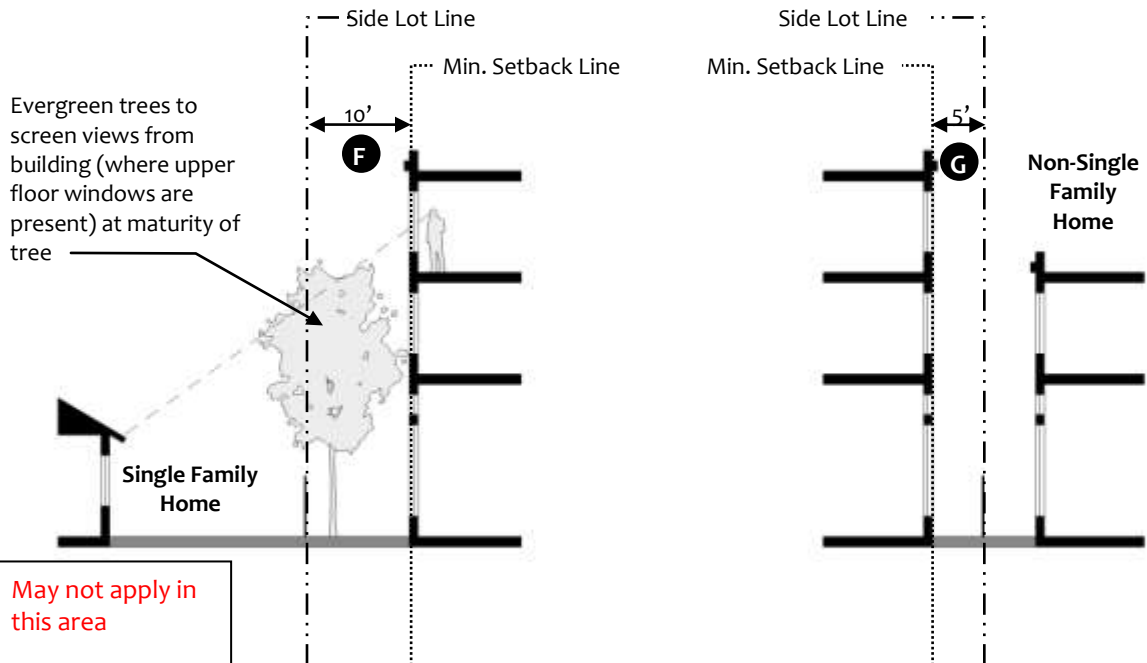 Side Lot Line
Min. Setback Line
Evergreen trees to
screen views from
building (where upper
floor windows are
present) at maturity of
tree
10’
F
Single Family
Home
May not apply in
this area
Side Lot Line
Min. Setback Line
5’
G
Non-Single
Family
Home